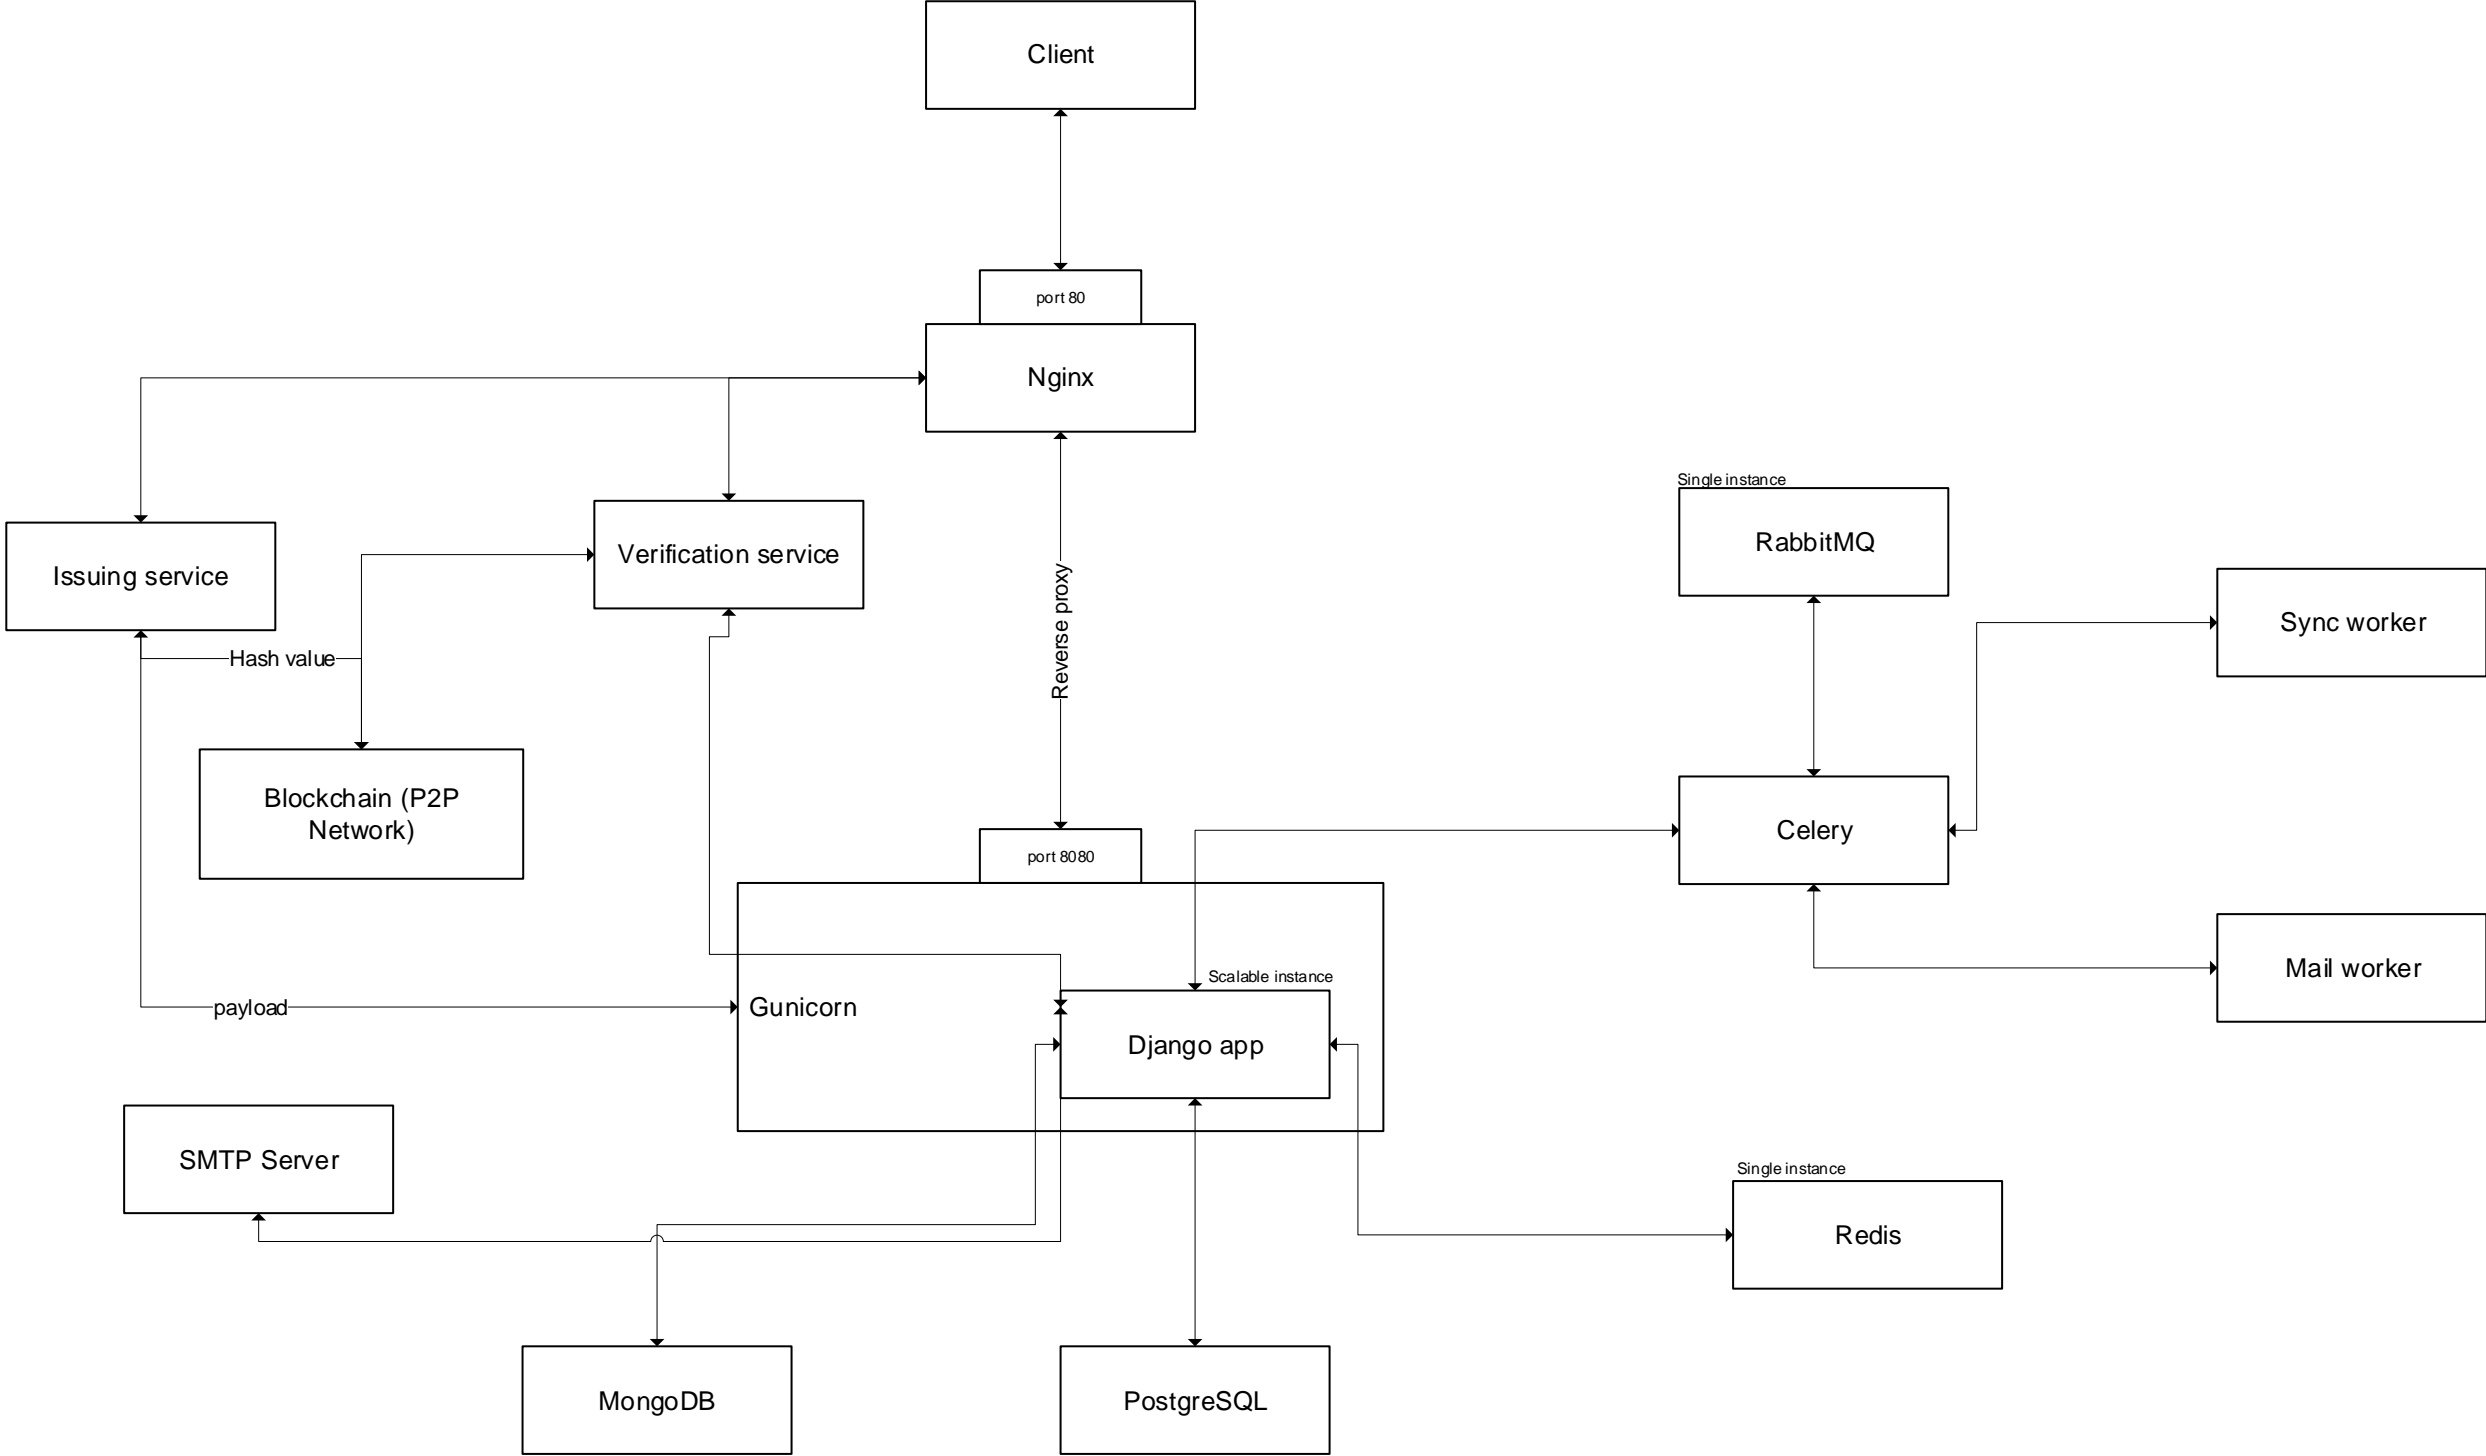 Client
port 80
Nginx
Single instance
RabbitMQ
Verification service
Issuing service
Reverse proxy
Sync worker
Hash value
Blockchain (P2P
Network)
Celery
port 8080
Mail worker
Scalable instance
payload
Gunicorn
Django app
SMTP Server
Single instance
Redis
MongoDB
PostgreSQL